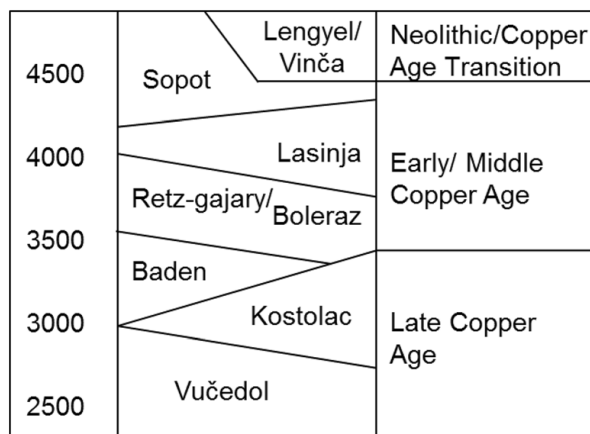 4500
4000
3500
3000
2500
Lengyel/
Vinča
Sopot
Lasinja
Retz-gajary/
Boleraz
Baden
Kostolac
Vučedol
Neolithic/Copper
Age Transition
Early/ Middle
Copper Age
Late Copper
Age